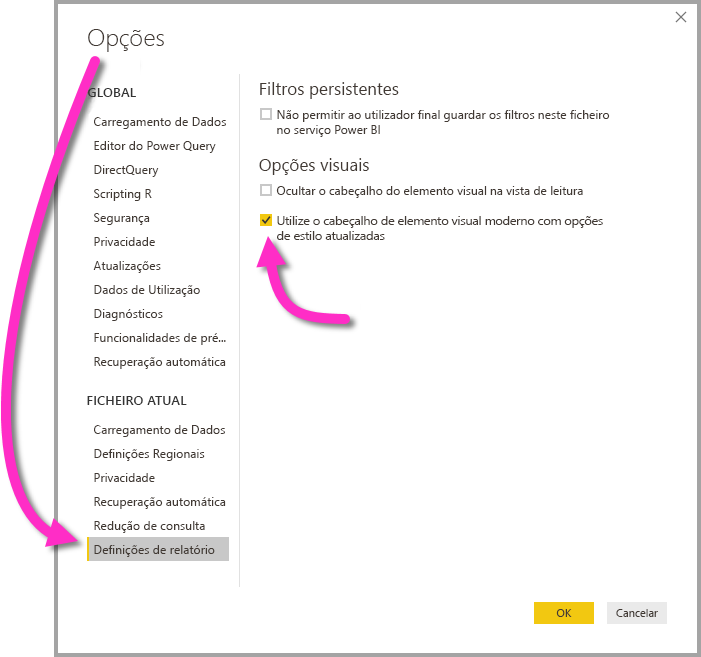 Opções
GLOBAL
Carregamento de Dados
Editor do Power Query
DirectQuery
Scripting R
Segurança
Privacidade
Atualizações
Dados de Utilização
Diagnósticos
Funcionalidades de pré...
Recuperação automática
FICHEIRO ATUAL
Carregamento de Dados
Definições Regionais
Privacidade
Recuperação automática
Redução de consulta
Definições de relatório
Filtros persistentes
Não permitir ao utilizador final guardar os filtros neste ficheiro
no serviço Power BI
Opções visuais
Ocultar o cabeçalho do elemento visual na vista de leitura
Utilize o cabeçalho de elemento visual moderno com opções
de estilo atualizadas
OK
Cancelar